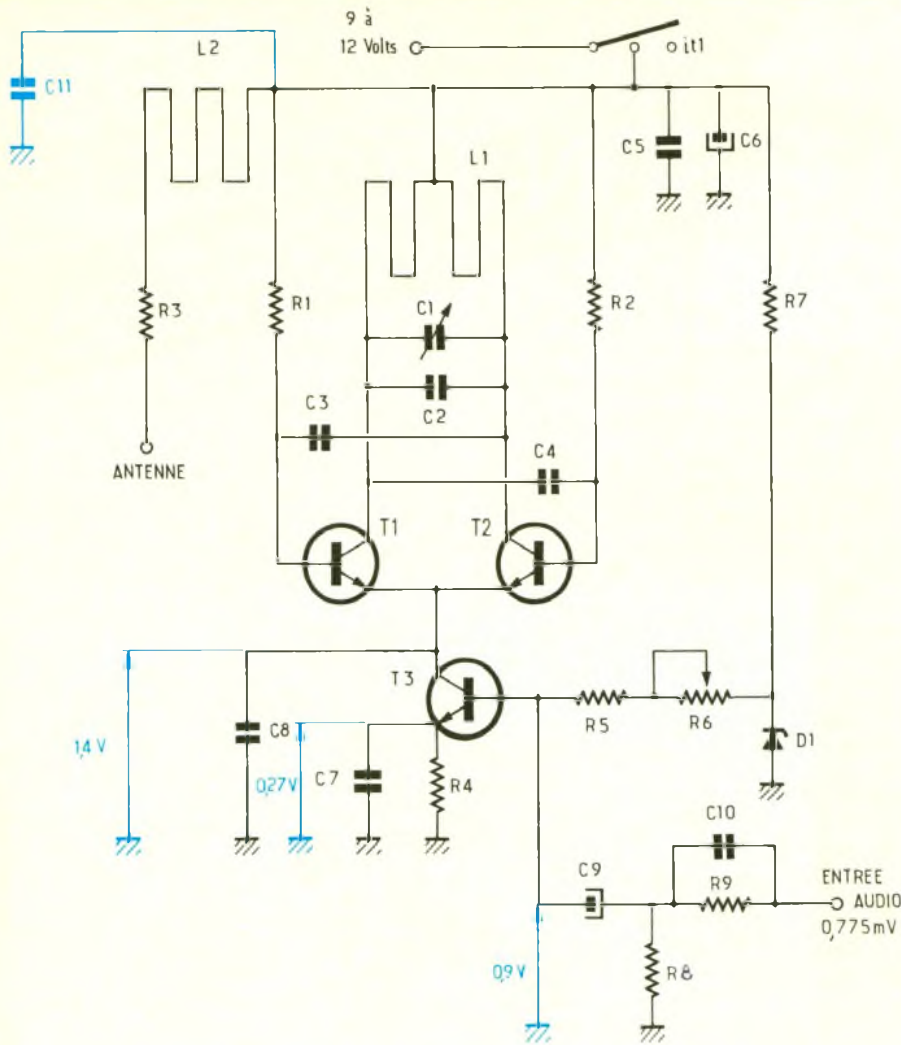 9 à
12 Volts
it1
L2
C11
L1
C5
C6
R3
R1
C1
R2
R7
C2
C3
C4
ANTENNE
T1
T2
T3
R5
R6
D1
1,4 V
C8
0,27V
C7
R4
C10
C9
R9
ENTREE
AUDIO
0,775mV
0,9 V
R8